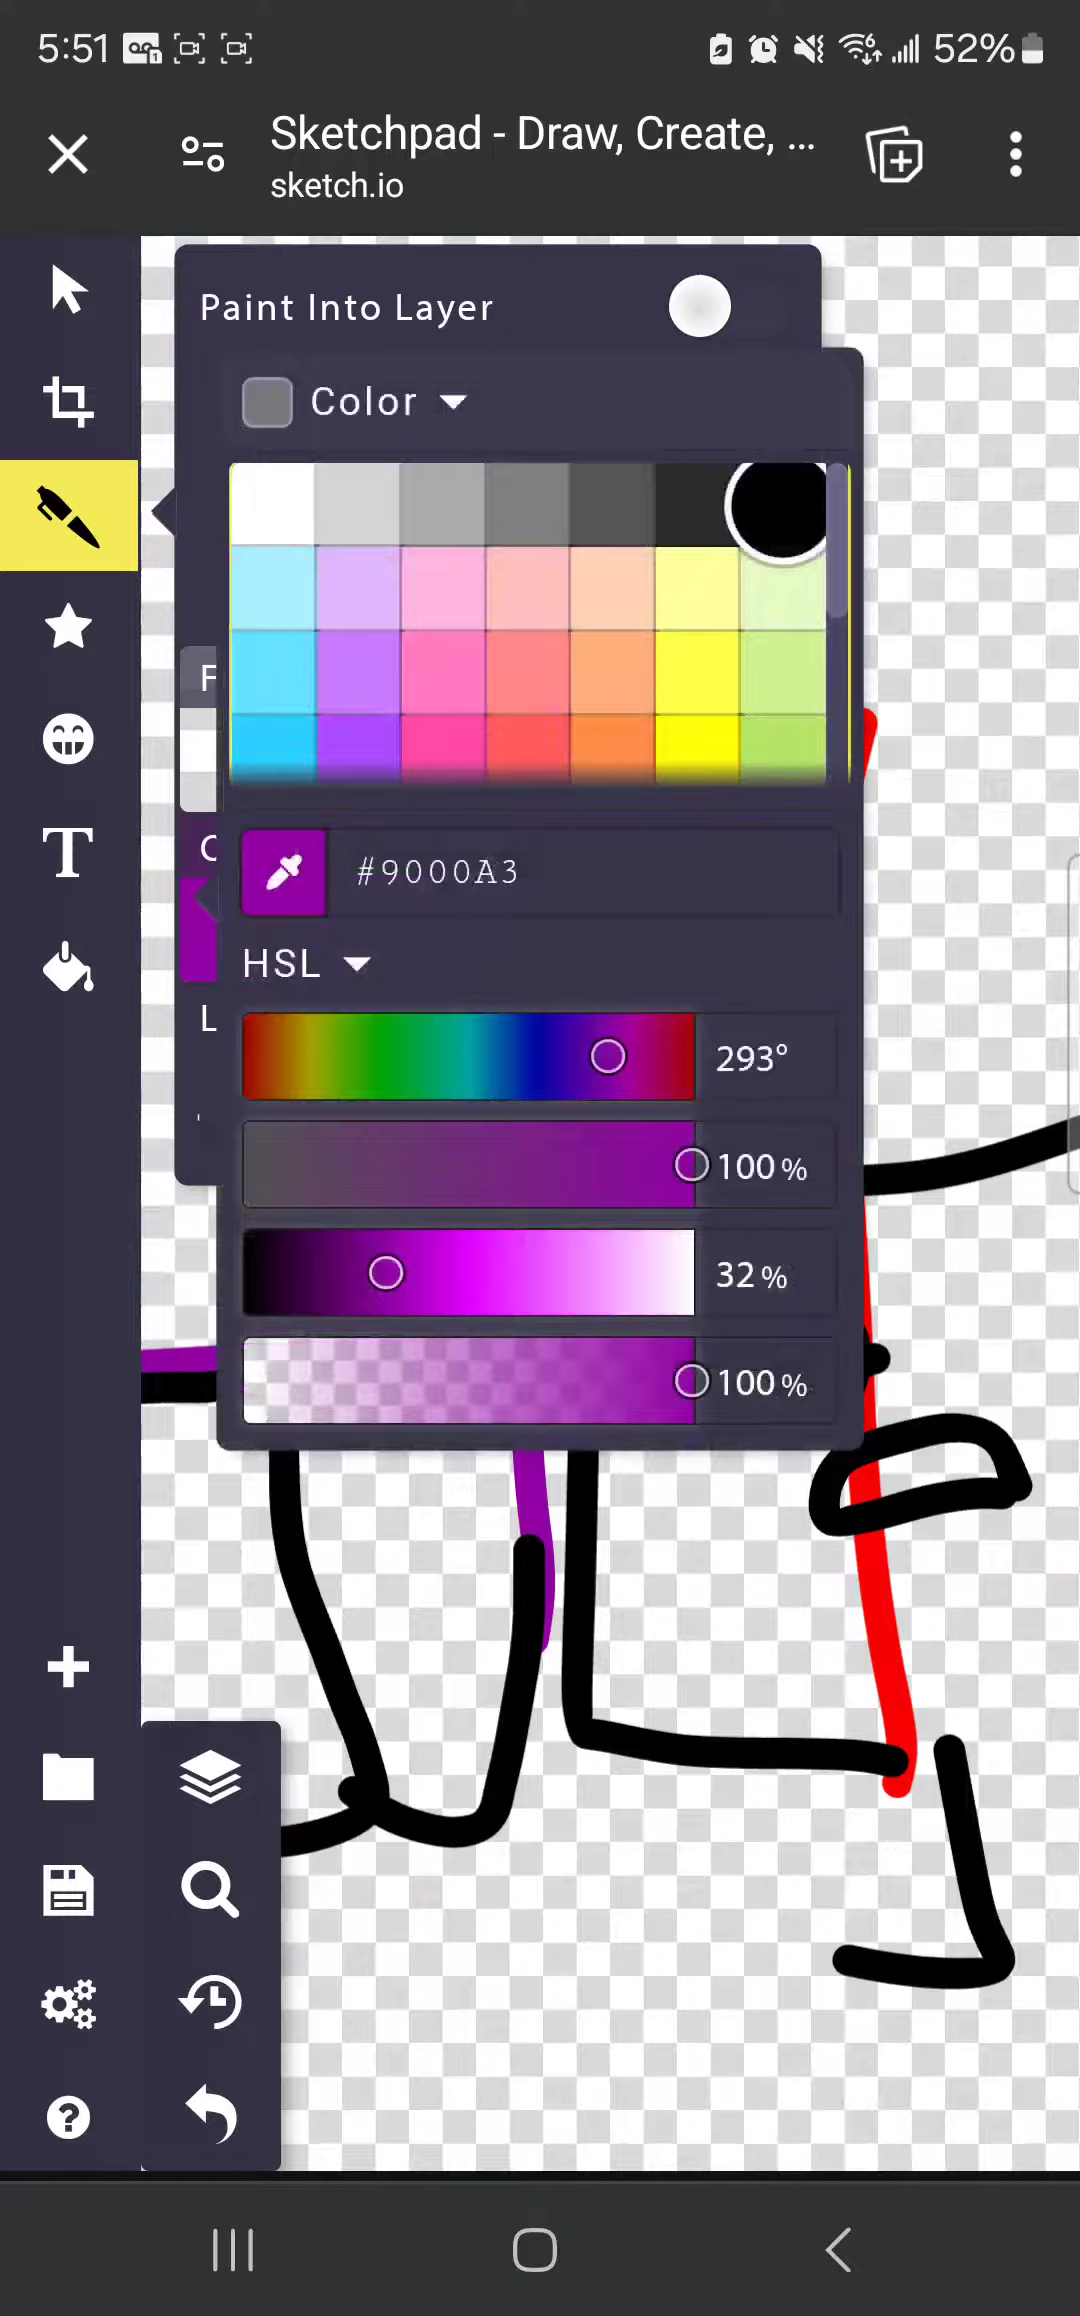 5:51
52%
Sketchpad - Draw, Create, ...
sketch.io
Paint Into Layer
Color
F
C
#9000A3
HSL
L
293°
100 %
32 %
100 %
T